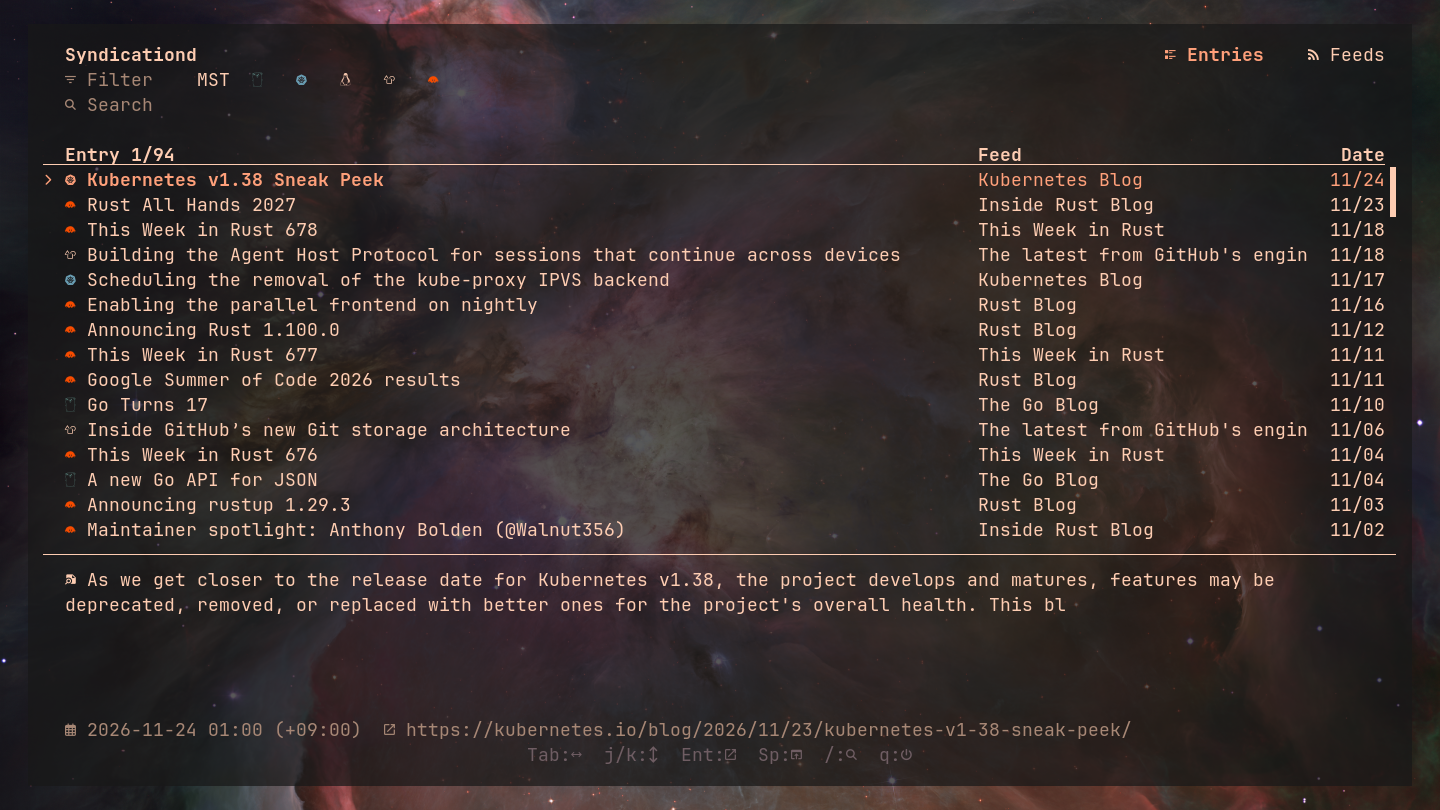 Syndicationd
Entries Feeds
Filter MST
Search
Entry 1/94 Feed Date
Kubernetes v1.38 Sneak Peek Kubernetes Blog 11/24
Rust All Hands 2027 Inside Rust Blog 11/23
This Week in Rust 678 This Week in Rust 11/18
Building the Agent Host Protocol for sessions that continue across devices The latest from GitHub's engin 11/18
Scheduling the removal of the kube-proxy IPVS backend Kubernetes Blog 11/17
Enabling the parallel frontend on nightly Rust Blog 11/16
Announcing Rust 1.100.0 Rust Blog 11/12
This Week in Rust 677 This Week in Rust 11/11
Google Summer of Code 2026 results Rust Blog 11/11
Go Turns 17 The Go Blog 11/10
Inside GitHub’s new Git storage architecture The latest from GitHub's engin 11/06
This Week in Rust 676 This Week in Rust 11/04
A new Go API for JSON The Go Blog 11/04
Announcing rustup 1.29.3 Rust Blog 11/03
Maintainer spotlight: Anthony Bolden (@Walnut356) Inside Rust Blog 11/02
As we get closer to the release date for Kubernetes v1.38, the project develops and matures, features may be
deprecated, removed, or replaced with better ones for the project's overall health. This bl
2026-11-24 01:00 (+09:00) https://kubernetes.io/blog/2026/11/23/kubernetes-v1-38-sneak-peek/
Tab:↔ j/k:↕ Ent: Sp: /: q: